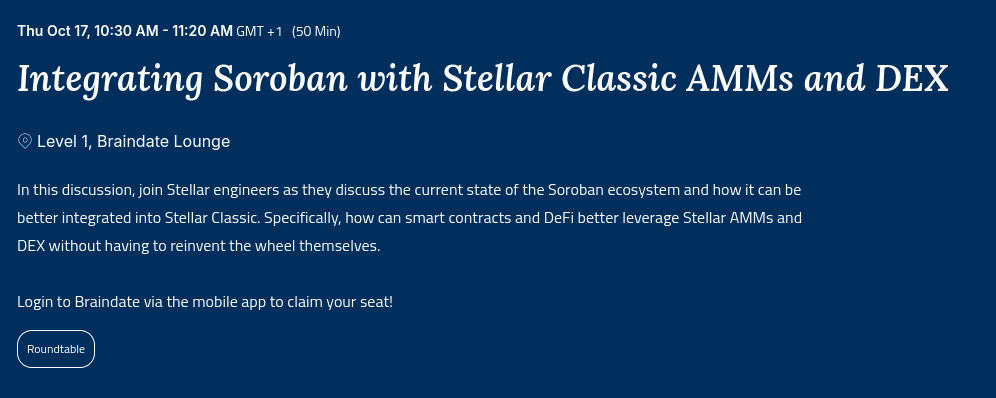 Thu Oct 17, 10:30 AM - 11:20 AM GMT +1 (50 Min)
Integrating Soroban with Stellar Classic AMMs and DEX
Level 1, Braindate Lounge
In this discussion, join Stellar engineers as they discuss the current state of the Soroban ecosystem and how it can be
better integrated into Stellar Classic. Specifically, how can smart contracts and DeFi better leverage Stellar AMMs and
DEX without having to reinvent the wheel themselves.
Login to Braindate via the mobile app to claim your seat!
Roundtable